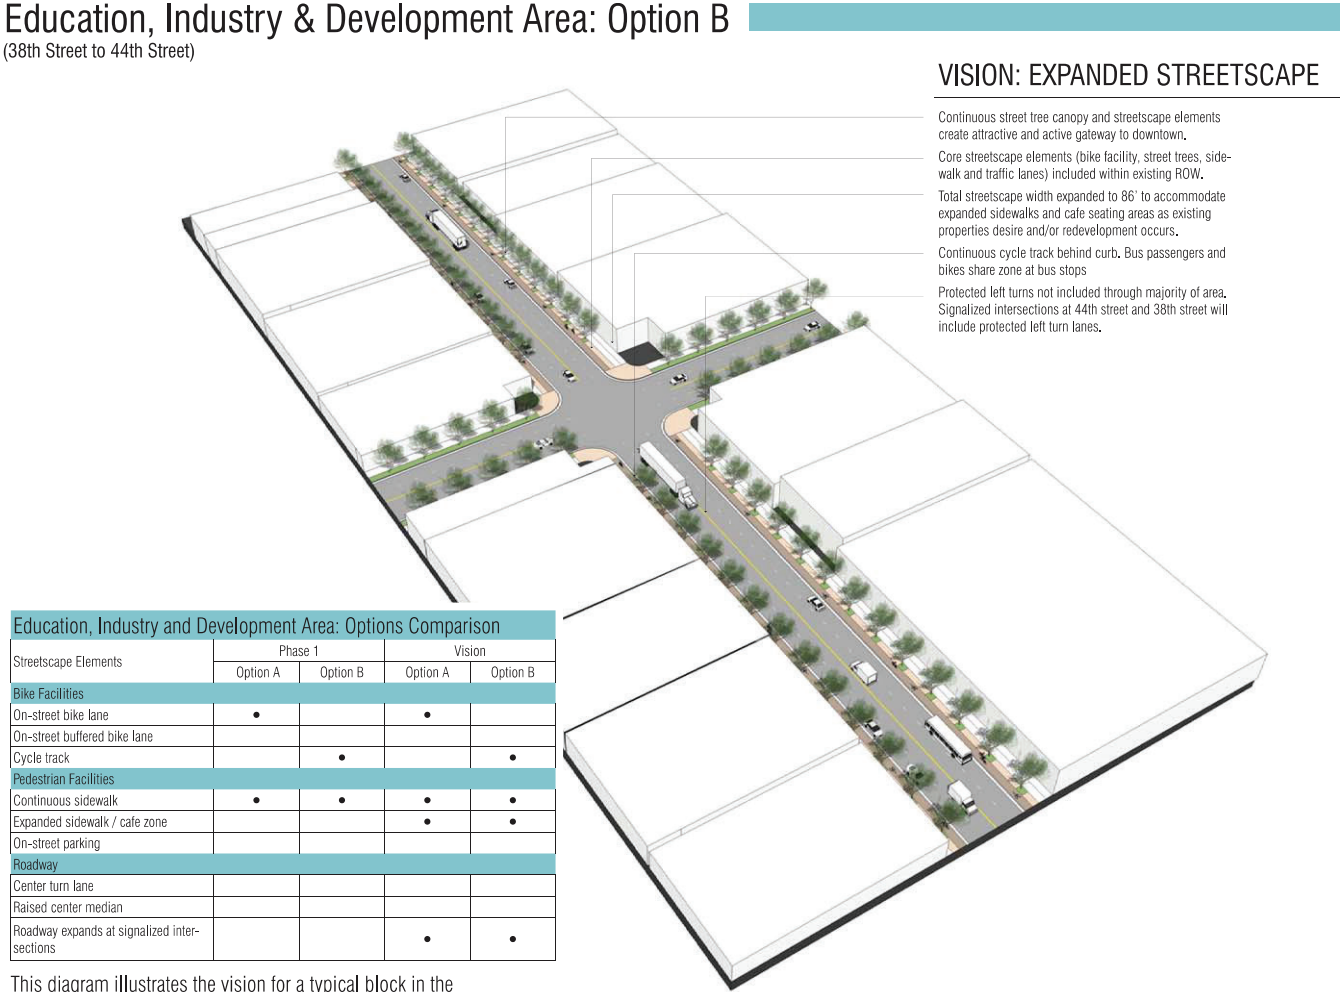 Education, Industry & Development Area: Option B
(38th Street to 44th Street)
VISION: EXPANDED STREETSCAPE
Continuous street tree canopy and streetscape elements
create attractive and active gateway to downtown.
Core streetscape elements (bike facility, street trees, side-
walk and traffic lanes) included within existing ROW.
Total streetscape width expanded to 86' to accommodate
expanded sidewalks and cafe seating areas as existing
properties desire and/or redevelopment occurs.
Continuous cycle track behind curb. Bus passengers and
bikes share zone at bus stops
Protected left turns not included through majority of area.
Signalized intersections at 44th street and 38th street will
include protected left turn lanes.
Education, Industry and Development Area: Options Comparison
Streetscape Elements
Phase 1
Vision
Option A
Option B
Option A
Option B
Bike Facilities
On-street bike lane • •
On-street buffered bike lane
Cycle track • •
Pedestrian Facilities
Continuous sidewalk • • • •
Expanded sidewalk / cafe zone • •
On-street parking
Roadway
Center turn lane
Raised center median
Roadway expands at signalized inter-
sections • •
This diagram illustrates the vision for a typical block in the